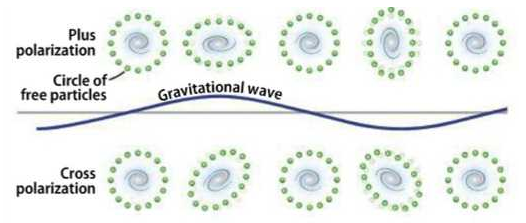 Plus
polarization
Circle of
free particles
Gravitational wave
Cross
polarization